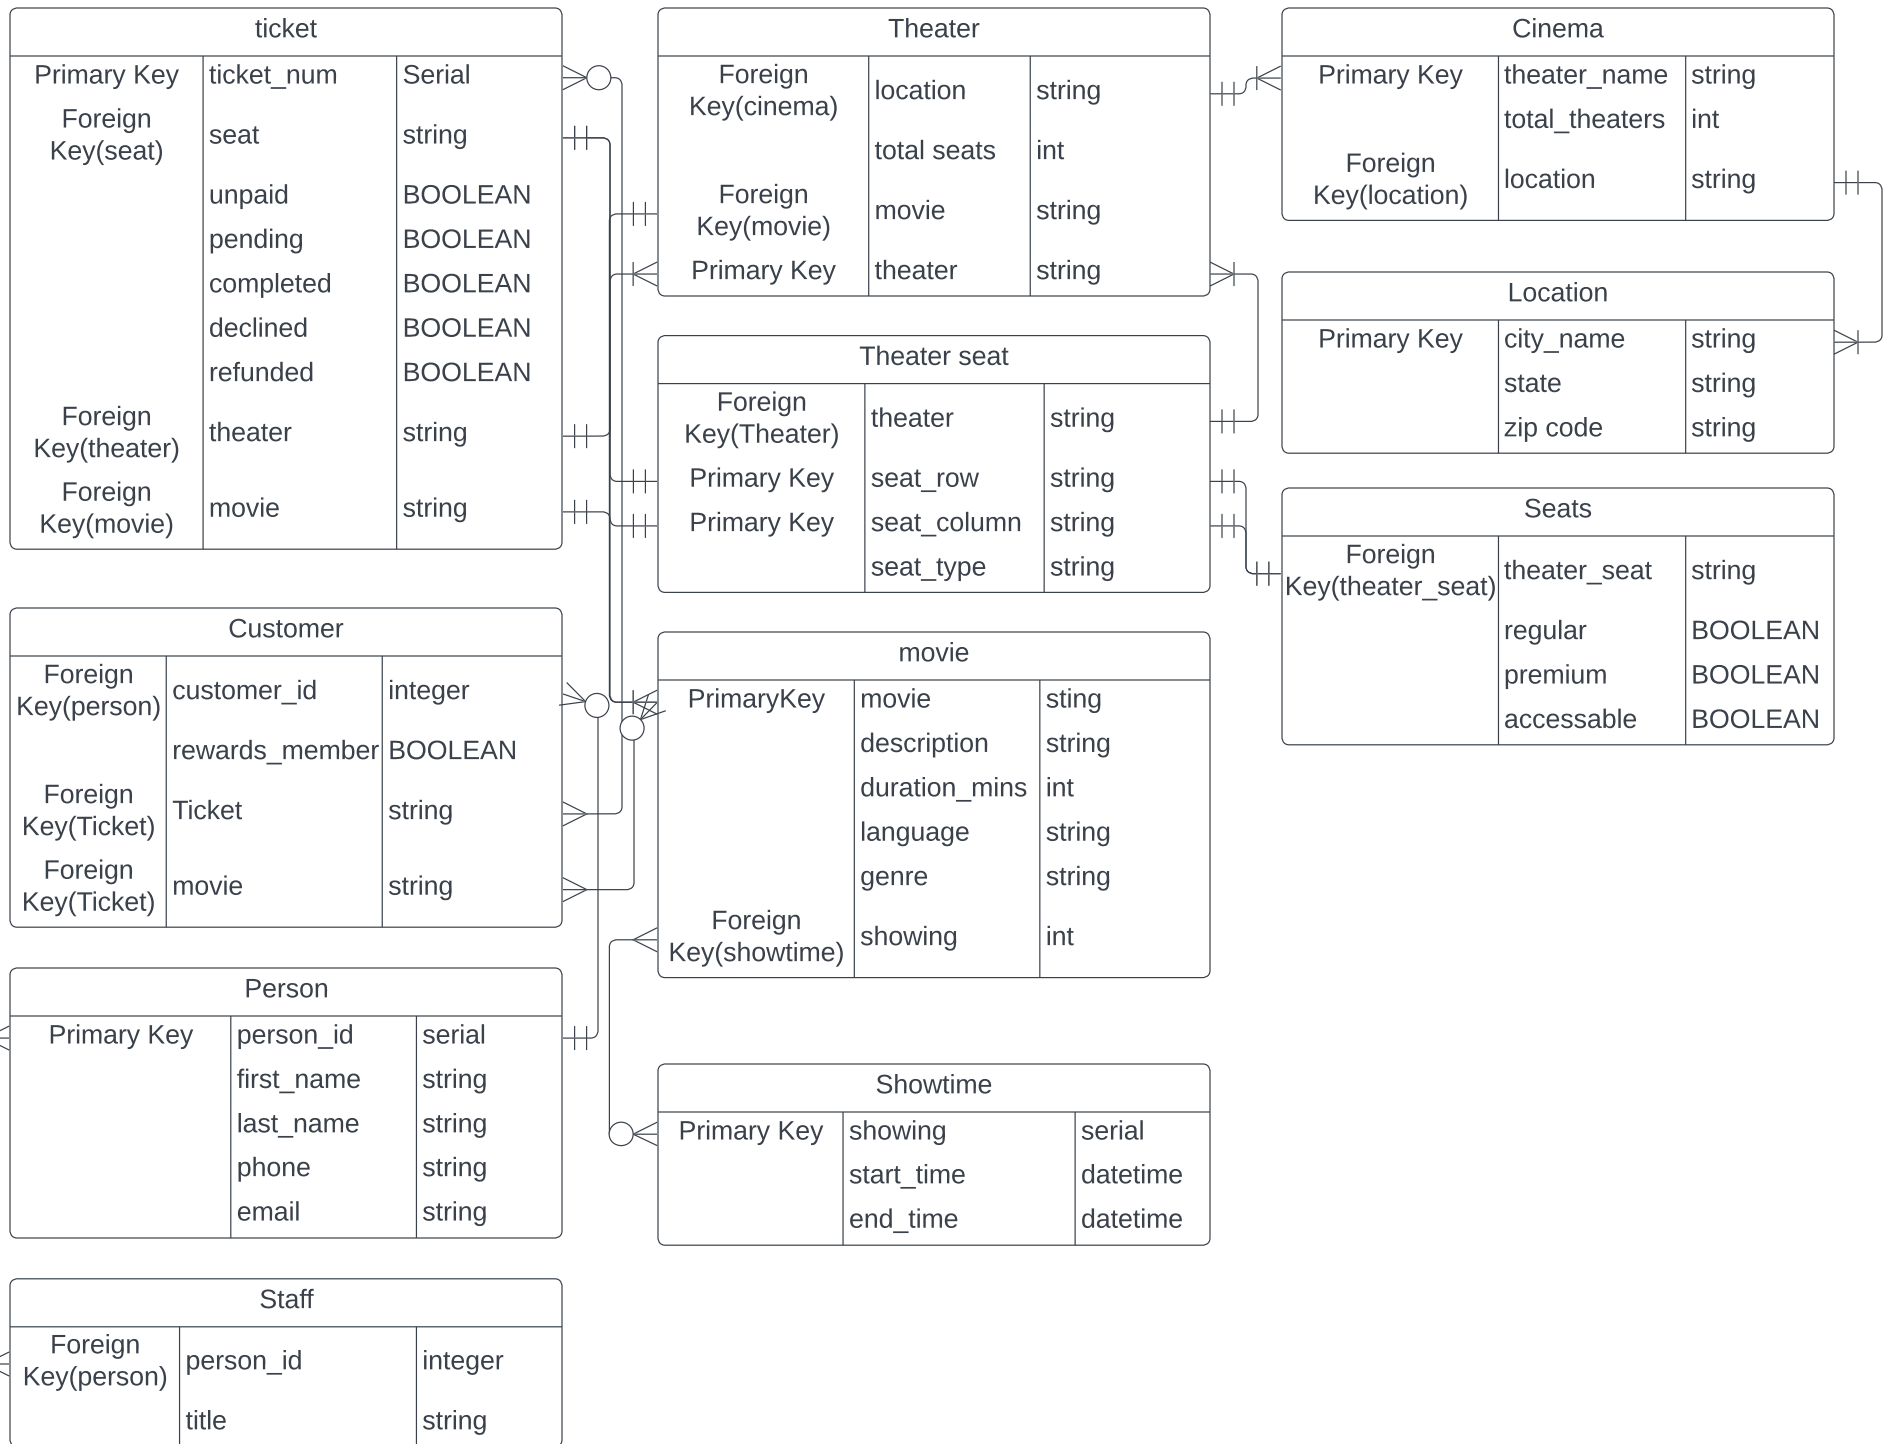 ticket
Primary Key ticket_num Serial
Foreign
Key(seat) seat string
unpaid BOOLEAN
pending BOOLEAN
completed BOOLEAN
declined BOOLEAN
refunded BOOLEAN
Foreign
Key(theater) theater string
Foreign
Key(movie) movie string
Customer
Foreign
Key(person) customer_id integer
rewards_member BOOLEAN
Foreign
Key(Ticket) Ticket string
Foreign
Key(Ticket) movie string
Person
Primary Key person_id serial
first_name string
last_name string
phone string
email string
Staff
Foreign
Key(person) person_id integer
title string
Theater
Foreign
Key(cinema) location string
total seats int
Foreign
Key(movie) movie string
Primary Key theater string
Theater seat
Foreign
Key(Theater) theater string
Primary Key seat_row string
Primary Key seat_column string
seat_type string
movie
PrimaryKey movie sting
description string
duration_mins int
language string
genre string
Foreign
Key(showtime) showing int
Showtime
Primary Key showing serial
start_time datetime
end_time datetime
Cinema
Primary Key theater_name string
total_theaters int
Foreign
Key(location) location string
Location
Primary Key city_name string
state string
zip code string
Seats
Foreign
Key(theater_seat) theater_seat string
regular BOOLEAN
premium BOOLEAN
accessable BOOLEAN